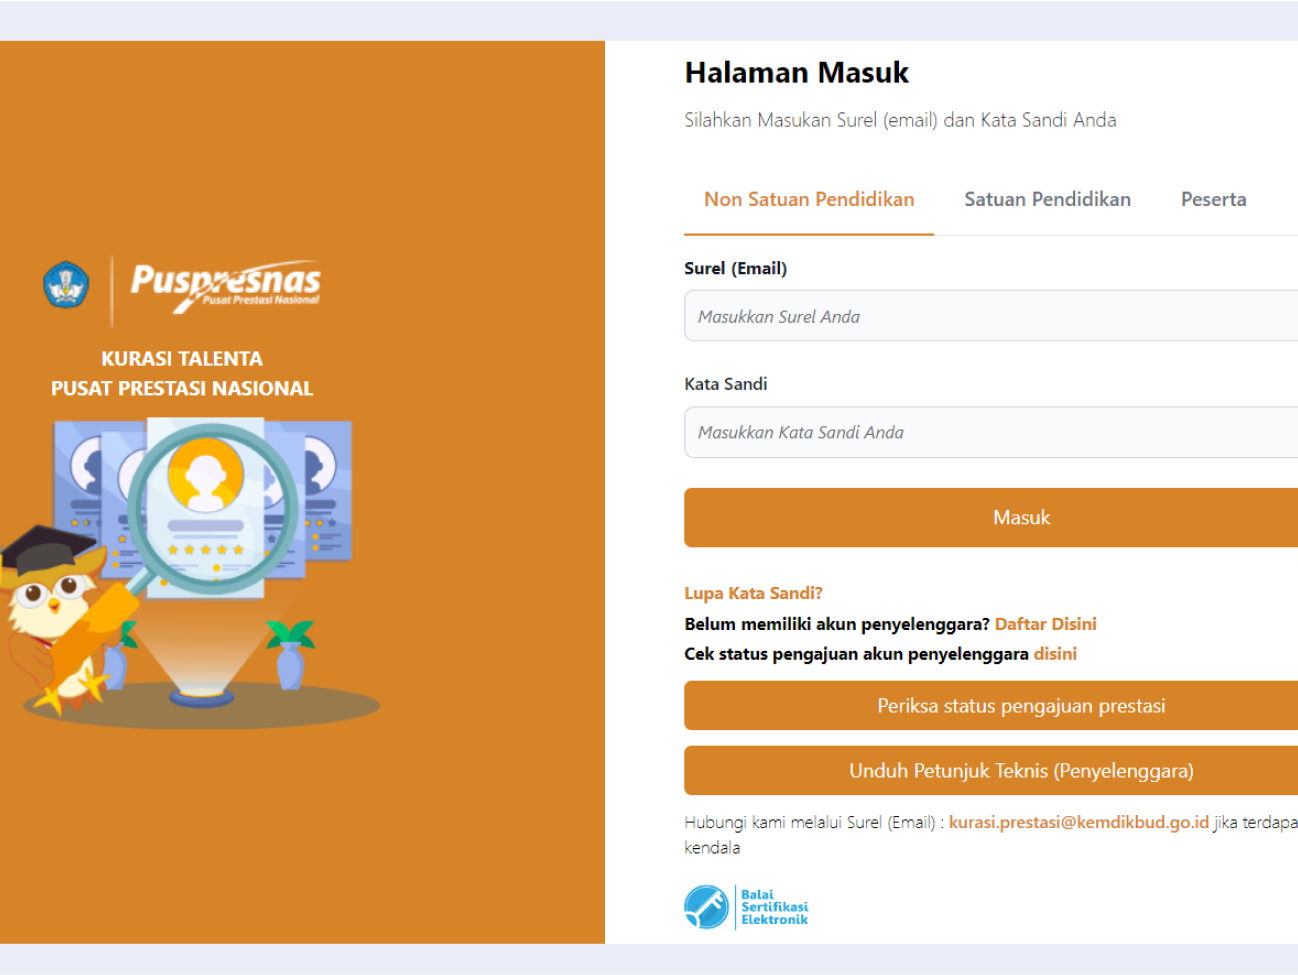 Puspresnas
Pusat Prestasi Nasional
KURASI TALENTA
PUSAT PRESTASI NASIONAL
Halaman Masuk
Silahkan Masukan Surel (email) dan Kata Sandi Anda
Non Satuan Pendidikan Satuan Pendidikan Peserta
Surel (Email)
Masukkan Surel Anda
Kata Sandi
Masukkan Kata Sandi Anda
Masuk
Lupa Kata Sandi?
Belum memiliki akun penyelenggara? Daftar Disini
Cek status pengajuan akun penyelenggara disini
Periksa status pengajuan prestasi
Unduh Petunjuk Teknis (Penyelenggara)
Hubungi kami melalui Surel (Email) : kurasi.prestasi@kemdikbud.go.id jika terdapa
kendala
Balai
Sertifikasi
Elektronik